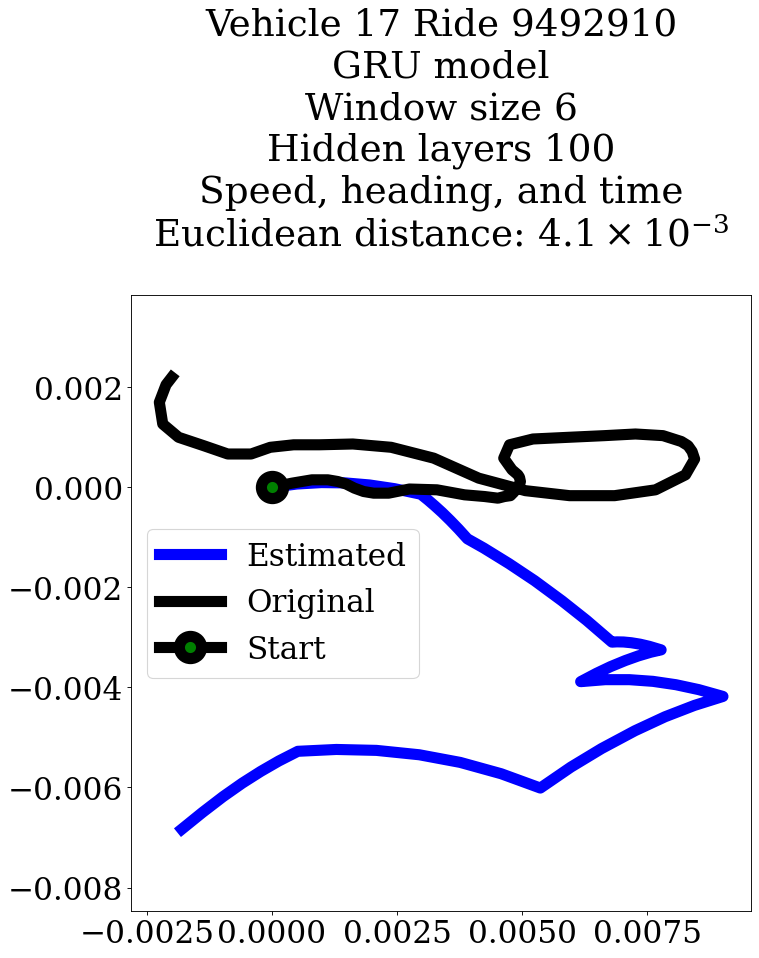 Vehicle 17 Ride 9492910
GRU model
Window size 6
Hidden layers 100
Speed, heading, and time
Euclidean distance: 4.1 × 10⁻³
0.002
0.000
−0.002
−0.004
−0.006
−0.008
Estimated
Original
Start
−0.0025 0.0000 0.0025 0.0050 0.0075